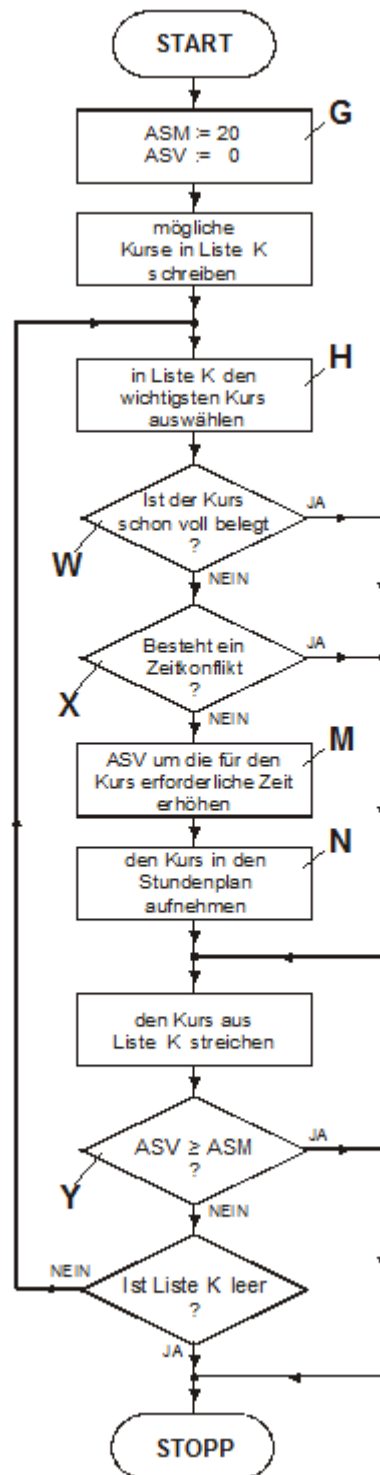 START
G
ASM := 20
ASV := 0
mögliche
Kurse in Liste K
schreiben
H
in Liste K den
wichtigsten Kurs
auswählen
Ist der Kurs
schon voll belegt
?
JA
W
NEIN
Besteht ein
Zeitkonflikt
?
JA
X
NEIN
M
ASV um die für den
Kurs erforderliche Zeit
erhöhen
N
den Kurs in den
Stundenplan
aufnehmen
den Kurs aus
Liste K streichen
ASV ≥ ASM
?
JA
Y
NEIN
NEIN
Ist Liste K leer
?
JA
STOPP